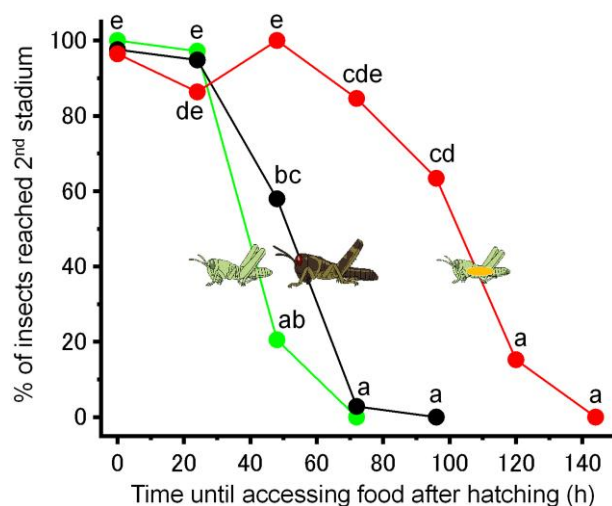 % of insects reached 2nd stadium
100
80
60
40
20
0
e
e
e
de
cde
bc
cd
ab
a
a
a
a
0 20 40 60 80 100 120 140
Time until accessing food after hatching (h)